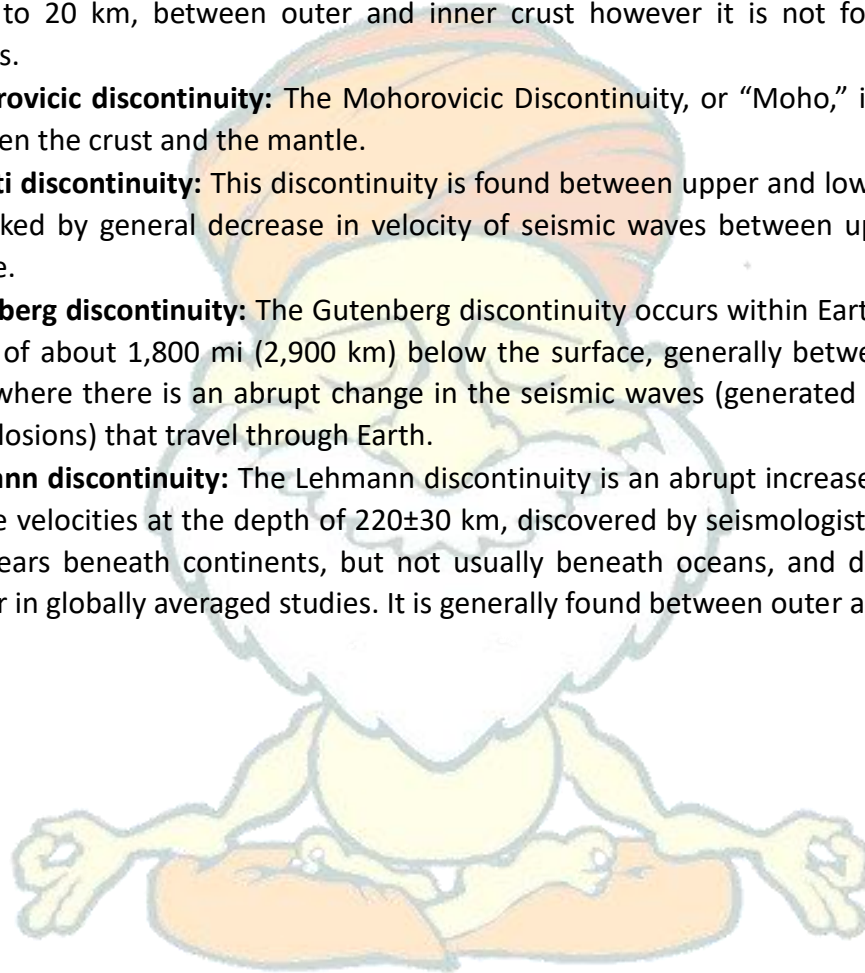 to 20 km, between outer and inner crust however it is not fo
s.
rovicic discontinuity: The Mohorovicic Discontinuity, or “Moho,” i
en the crust and the mantle.
ti discontinuity: This discontinuity is found between upper and low
ked by general decrease in velocity of seismic waves between up
e.
berg discontinuity: The Gutenberg discontinuity occurs within Eart
of about 1,800 mi (2,900 km) below the surface, generally betwe
where there is an abrupt change in the seismic waves (generated
losions) that travel through Earth.
nn discontinuity: The Lehmann discontinuity is an abrupt increase
e velocities at the depth of 220±30 km, discovered by seismologist
ears beneath continents, but not usually beneath oceans, and d
r in globally averaged studies. It is generally found between outer a